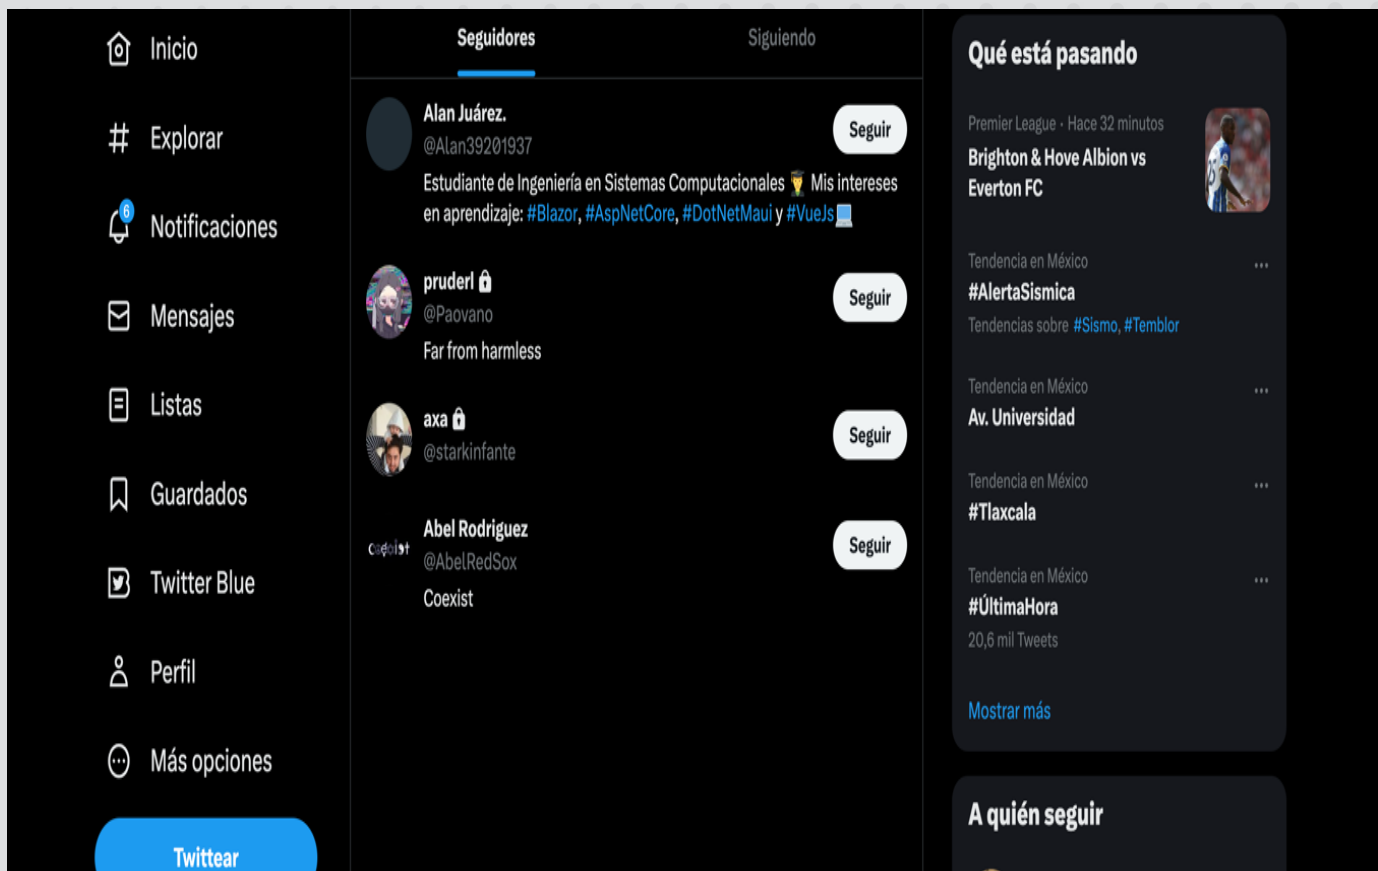 Inicio
Explorar
6
Notificaciones
Mensajes
Listas
Guardados
Twitter Blue
Perfil
Más opciones
Twittear
Seguidores
Siguiendo
Alan Juárez.
@Alan39201937
Seguir
Estudiante de Ingeniería en Sistemas Computacionales 👨‍🎓 Mis intereses
en aprendizaje: #Blazor, #AspNetCore, #DotNetMaui y #VueJs💻
pruderl 🔒
@Paovano
Seguir
Far from harmless
axa 🔒
@starkinfante
Seguir
coexist
Abel Rodriguez
@AbelRedSox
Seguir
Coexist
Qué está pasando
Premier League · Hace 32 minutos
Brighton & Hove Albion vs
Everton FC
Tendencia en México
#AlertaSismica
Tendencias sobre #Sismo, #Temblor
Tendencia en México
Av. Universidad
Tendencia en México
#Tlaxcala
Tendencia en México
#ÚltimaHora
20,6 mil Tweets
Mostrar más
A quién seguir